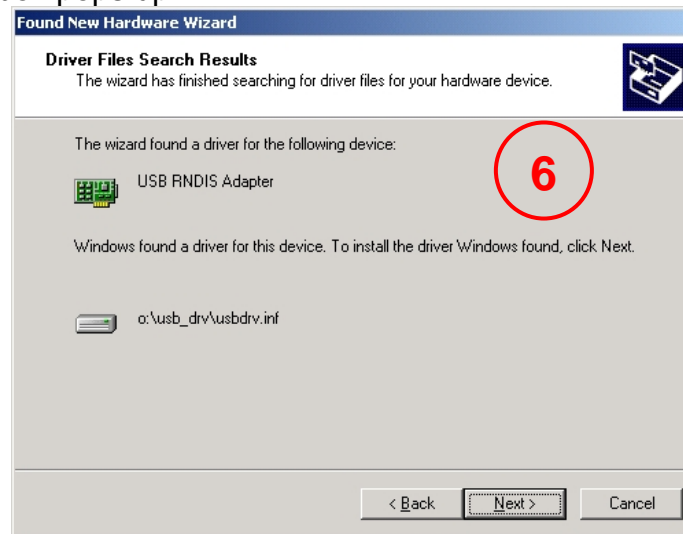 Found New Hardware Wizard
Driver Files Search Results
The wizard has finished searching for driver files for your hardware device.
The wizard found a driver for the following device:
USB RNDIS Adapter
6
Windows found a driver for this device. To install the driver Windows found, click Next.
o:\usb_drv\usbdrv.inf
< Back Next > Cancel